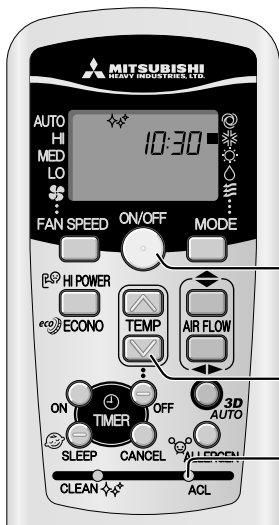 MITSUBISHI
HEAVY INDUSTRIES, LTD.
AUTO
HI
MED
LO
10:30
FAN SPEED
ON/OFF
MODE
HI POWER
eco ECONO
TEMP
AIR FLOW
ON
TIMER
OFF
3D
AUTO
SLEEP
CANCEL
ALLERGEN
CLEAN
ACL